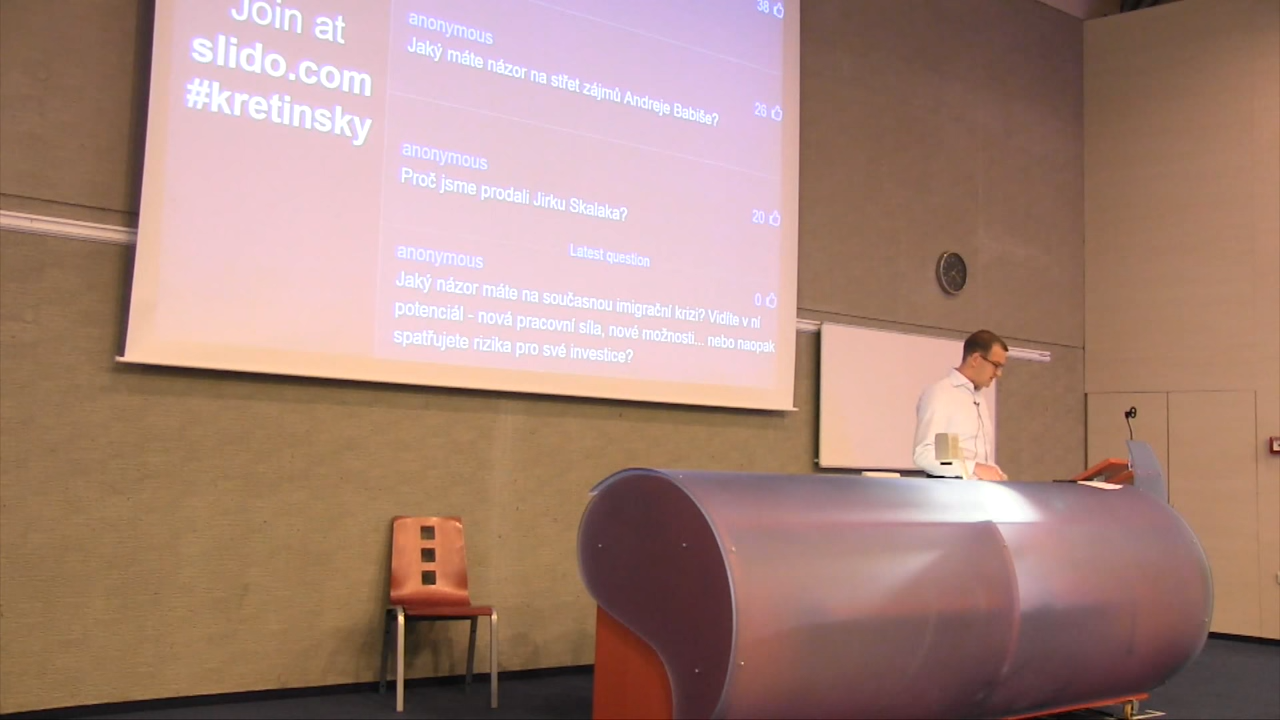 Join at
slido.com
#kretinsky
38
anonymous
Jaký máte názor na střet zájmů Andreje Babiše?
26
anonymous
Proč jsme prodali Jirku Skalaka?
20
Latest question
anonymous
0
Jaký názor máte na současnou imigrační krizi? Vidíte v ní
potenciál - nová pracovní síla, nové možnosti... nebo naopak
spatřujete rizika pro své investice?